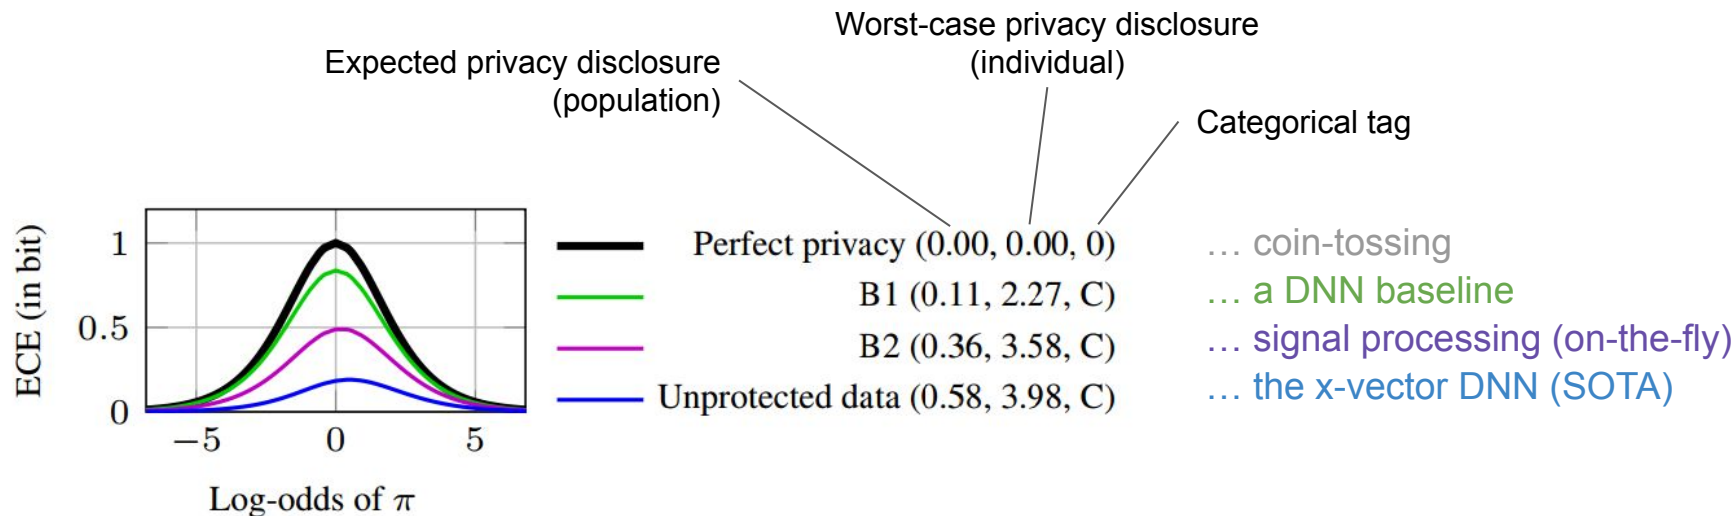 Worst-case privacy disclosure
(individual)
Expected privacy disclosure
(population)
Categorical tag
ECE (in bit)
1
0.5
0
−5
0
5
Log-odds of π
Perfect privacy (0.00, 0.00, 0)
… coin-tossing
B1 (0.11, 2.27, C)
… a DNN baseline
B2 (0.36, 3.58, C)
… signal processing (on-the-fly)
Unprotected data (0.58, 3.98, C)
… the x-vector DNN (SOTA)